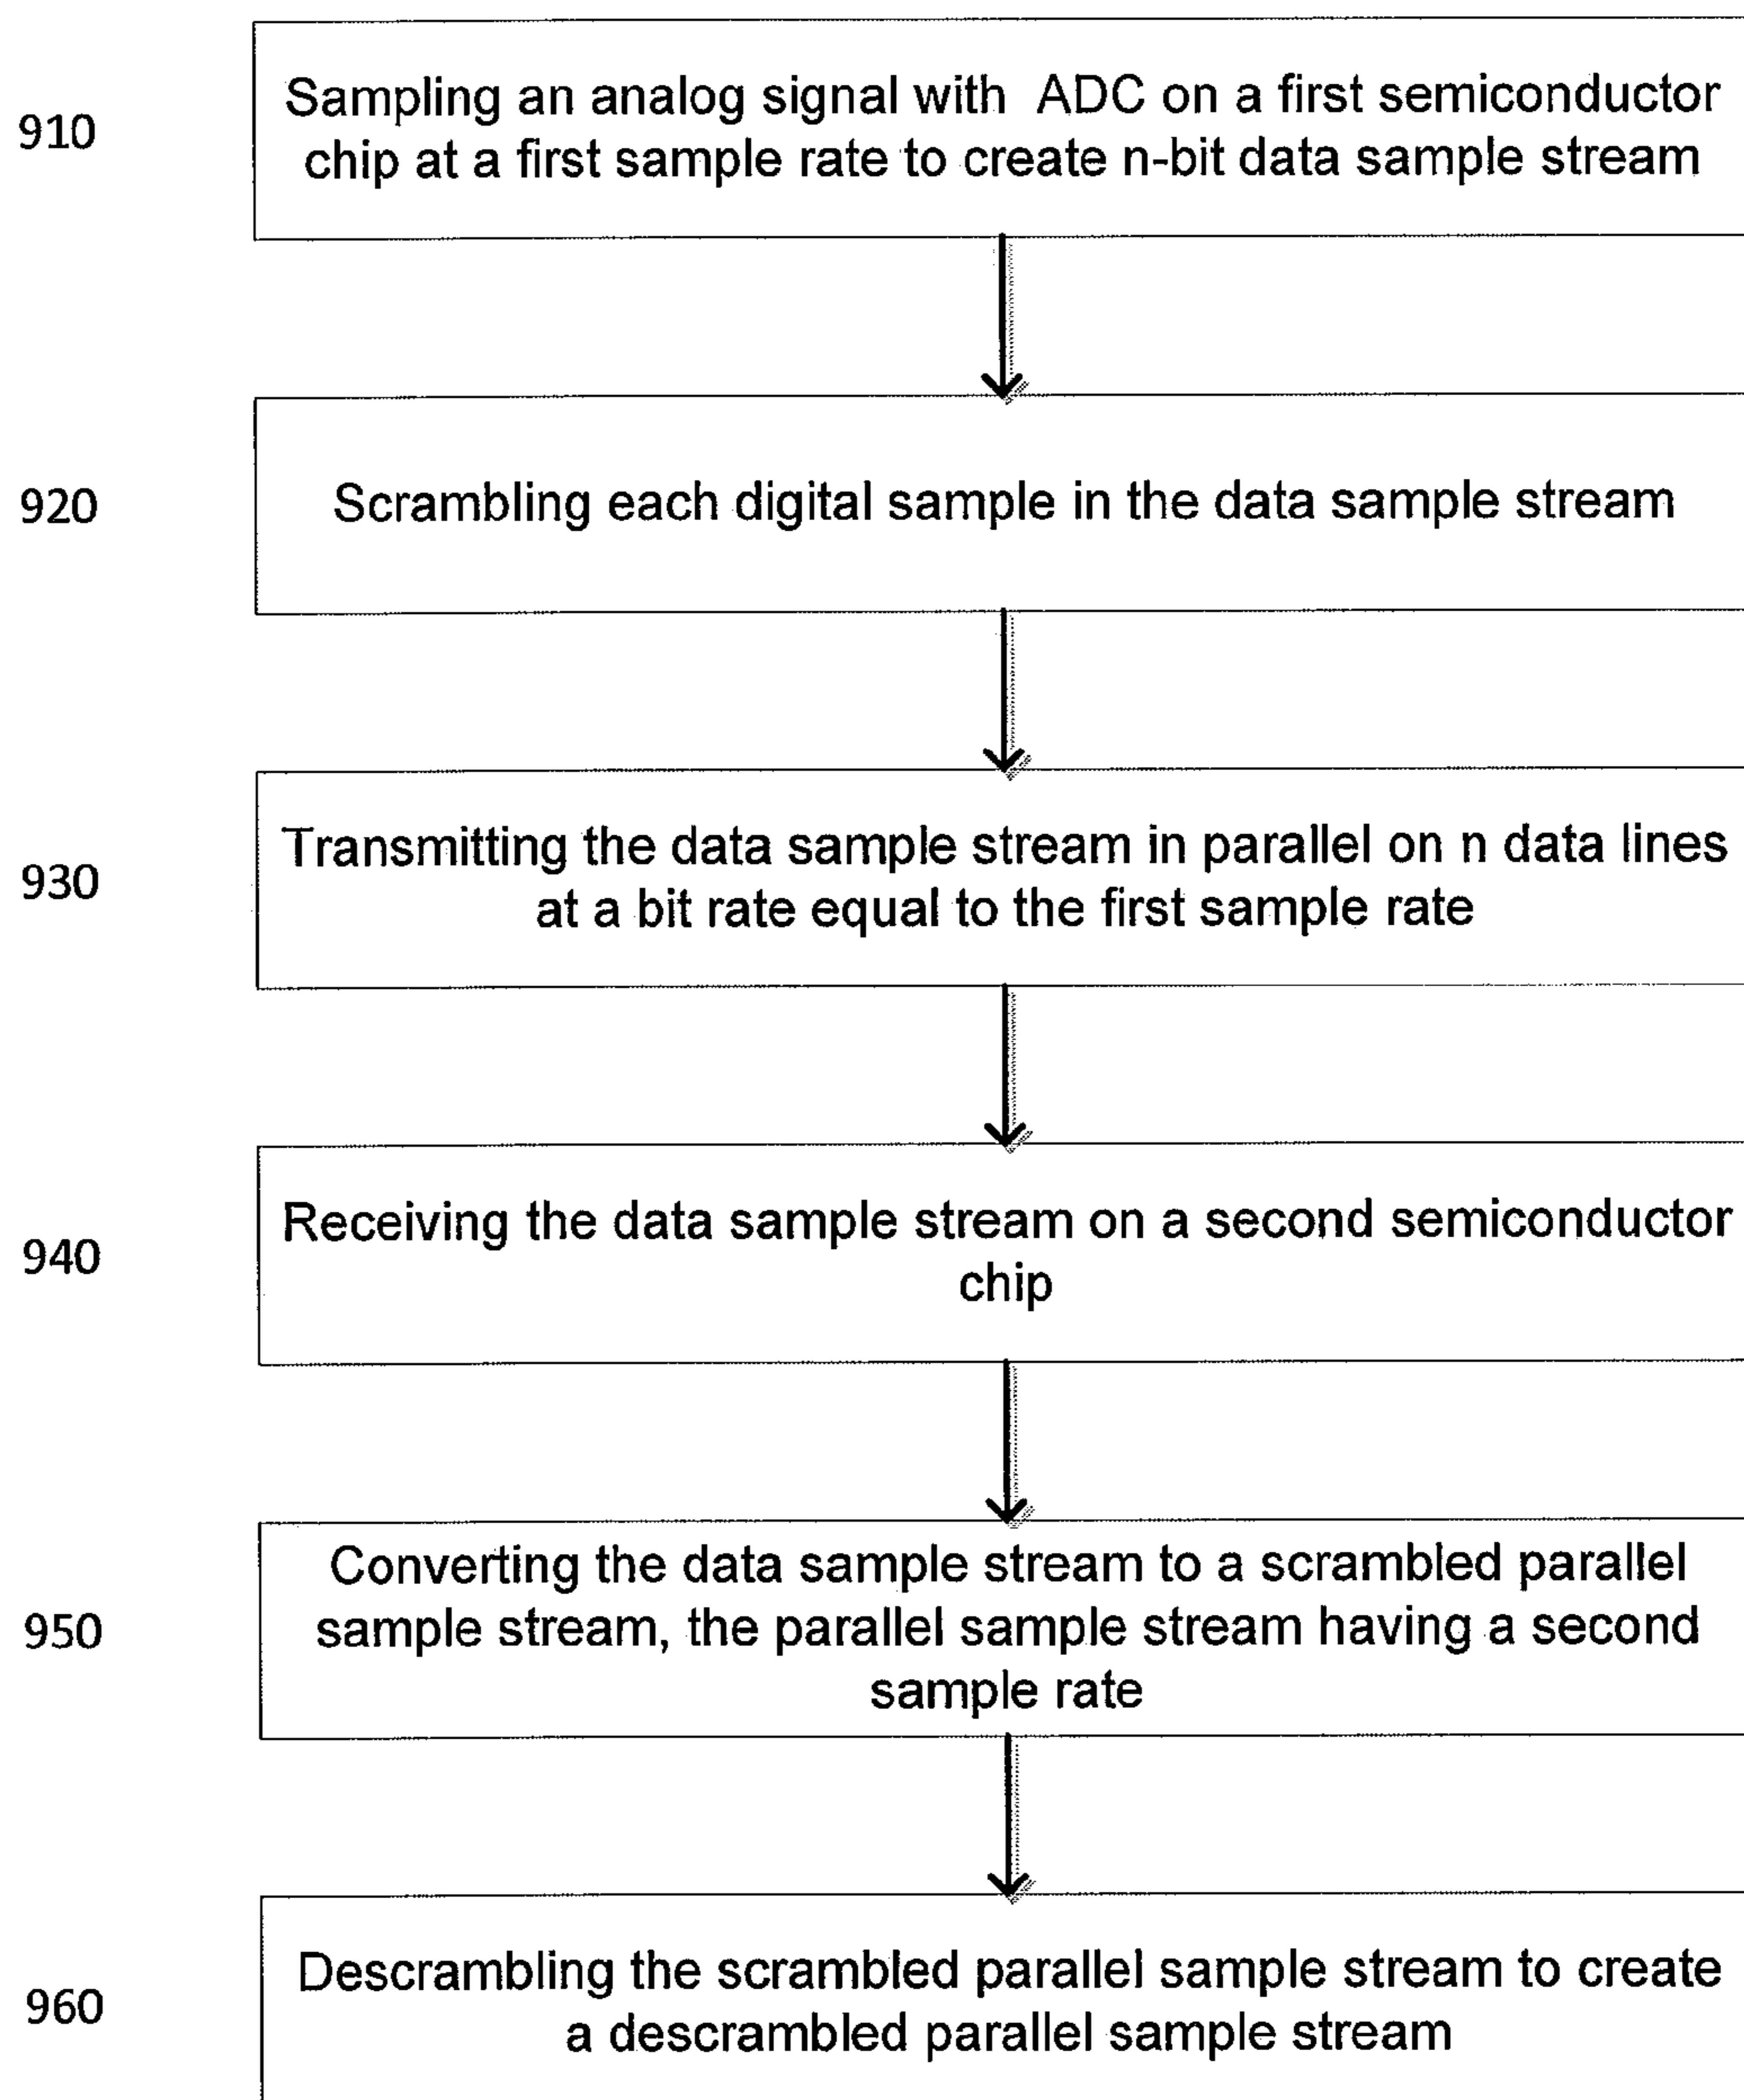 910
Sampling an analog signal with ADC on a first semiconductor
chip at a first sample rate to create n-bit data sample stream
920
Scrambling each digital sample in the data sample stream
930
Transmitting the data sample stream in parallel on n data lines
at a bit rate equal to the first sample rate
940
Receiving the data sample stream on a second semiconductor
chip
950
Converting the data sample stream to a scrambled parallel
sample stream, the parallel sample stream having a second
sample rate
960
Descrambling the scrambled parallel sample stream to create
a descrambled parallel sample stream